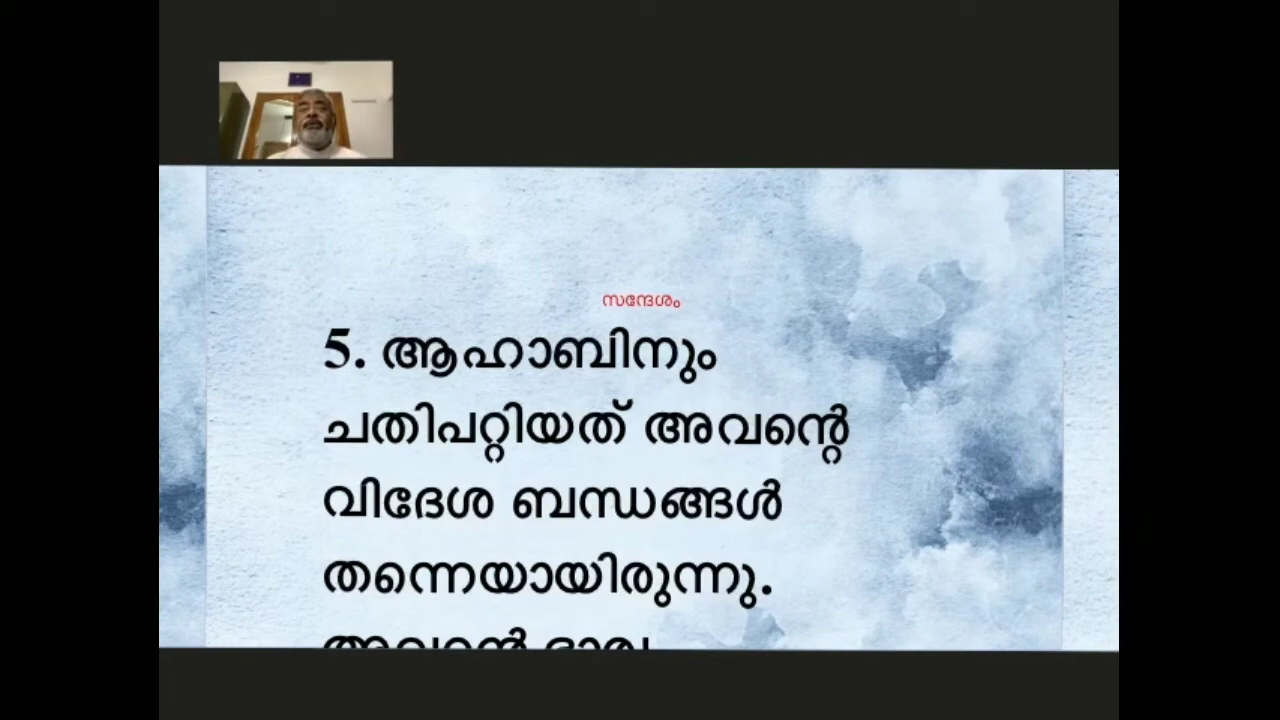 സന്ദേശം
5. ആഹാബിനും
ചതിപറ്റിയത് അവന്റെ
വിദേശ ബന്ധങ്ങൾ
തന്നെയായിരുന്നു.